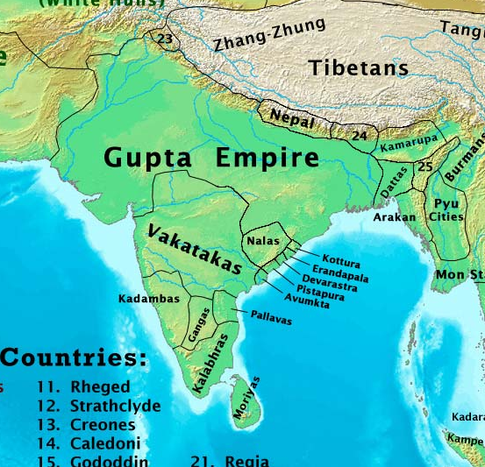 (White Huns)
23
Zhang-Zhung
Tang
e
Tibetans
Nepal
24
Kamarupa
25
Burmans
Gupta Empire
Dattas
Arakan
Pyu
Cities
Vakatakas
Nalas
Kottura
Erandapala
Devarastra
Pistapura
Avumkta
Mon St
Kadambas
Gangas
Pallavas
Kalabhras
Moriyas
Countries:
s
11. Rheged
12. Strathclyde
13. Creones
14. Caledoni
15. Gododdin
21. Regia
Kadara
Kampe